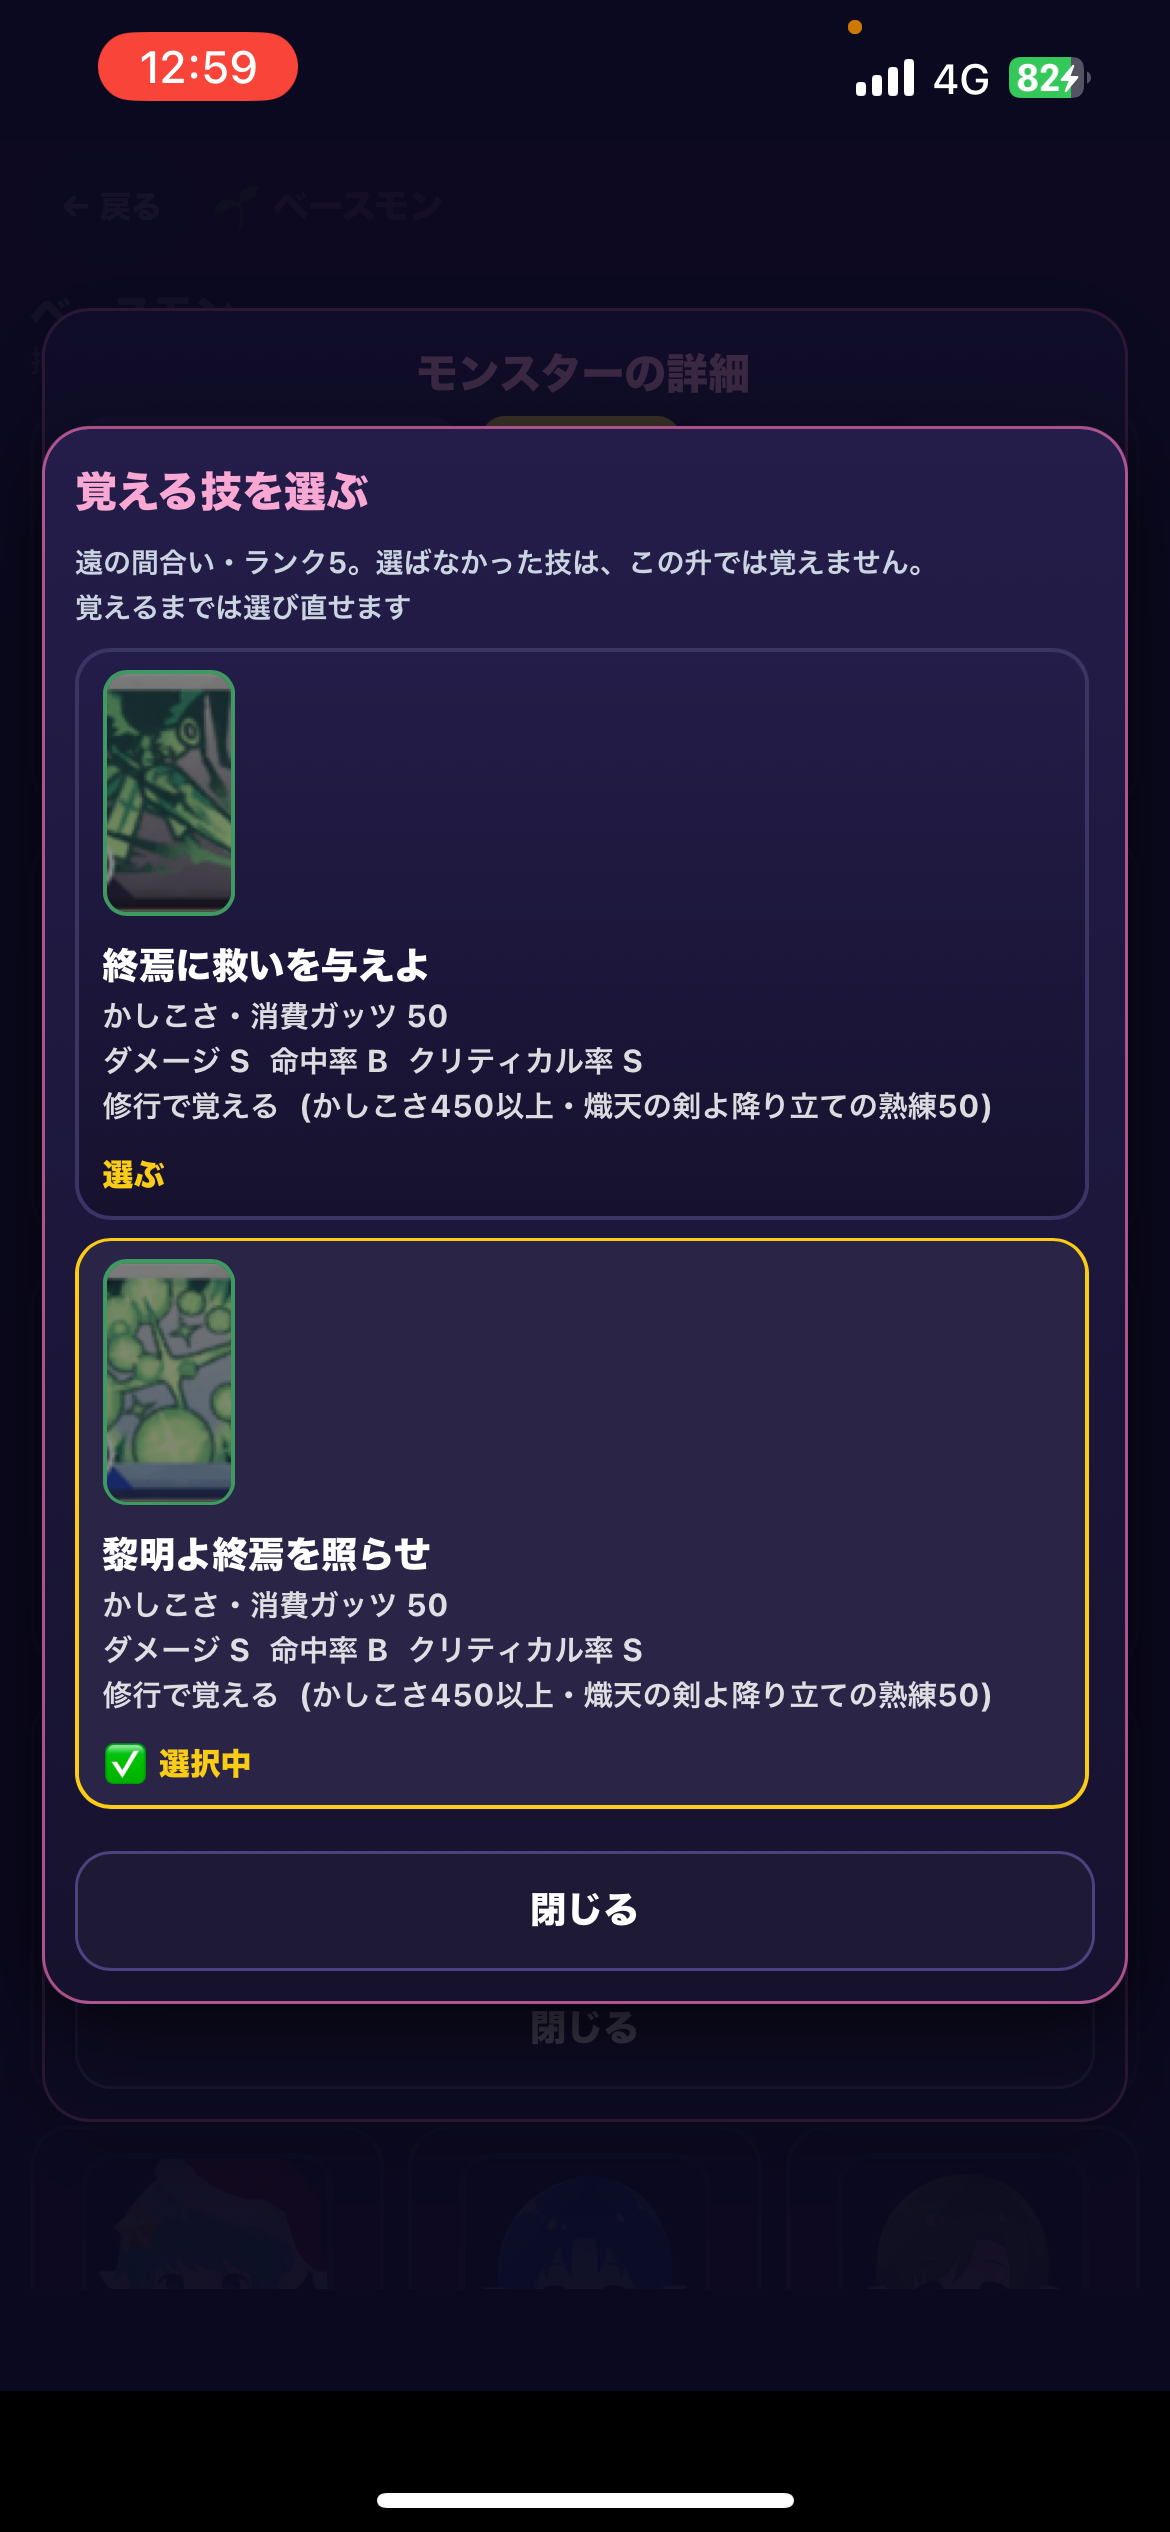 12:59
4G
82
← 戻る
ベースモン
モンスターの詳細
覚える技を選ぶ
遠の間合い・ランク5。選ばなかった技は、この升では覚えません。
覚えるまでは選び直せます
終焉に救いを与えよ
かしこさ・消費ガッツ 50
ダメージ S 命中率 B クリティカル率 S
修行で覚える (かしこさ450以上・熾天の剣よ降り立ての熟練50)
選ぶ
黎明よ終焉を照らせ
かしこさ・消費ガッツ 50
ダメージ S 命中率 B クリティカル率 S
修行で覚える (かしこさ450以上・熾天の剣よ降り立ての熟練50)
✅ 選択中
閉じる
閉じる